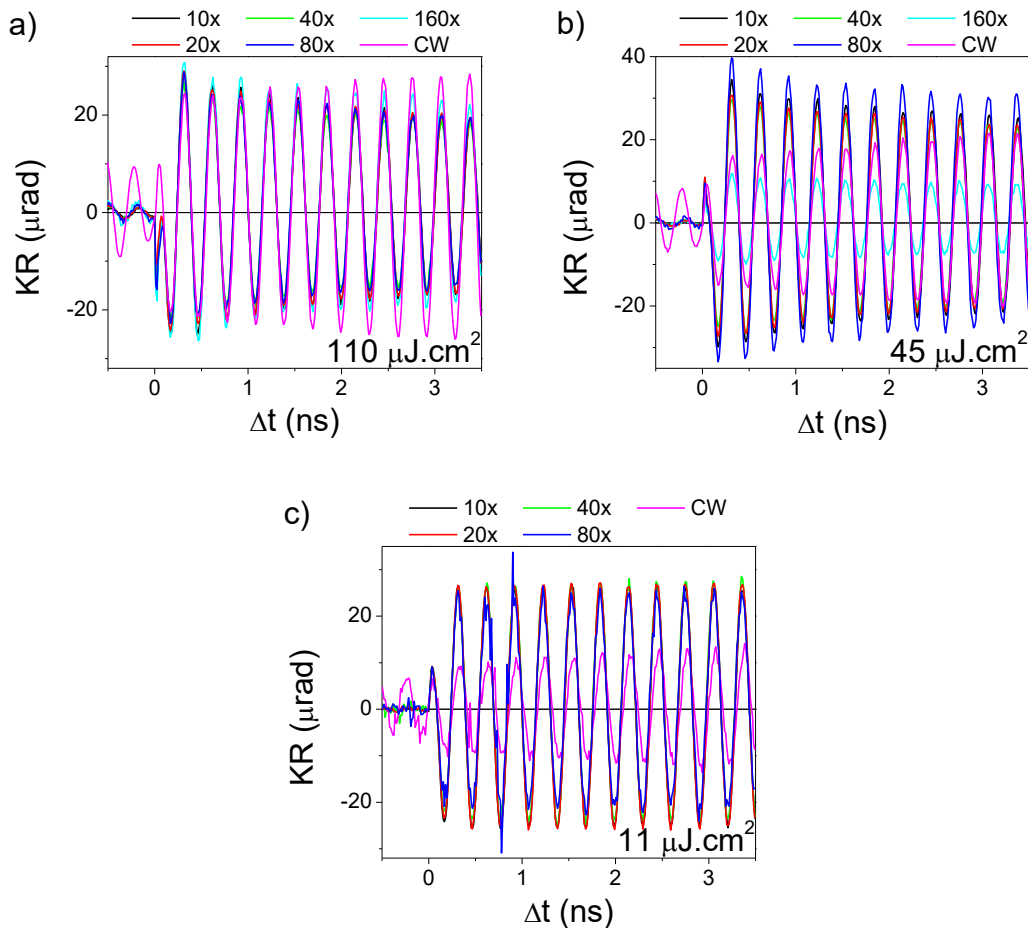 a)
10x 40x 160x
20x 80x CW
20
0
-20
KR (μrad)
110 μJ.cm²
0 1 2 3
Δt (ns)
b)
10x 40x 160x
20x 80x CW
40
20
0
-20
KR (μrad)
45 μJ.cm²
0 1 2 3
Δt (ns)
c)
10x 40x CW
20x 80x
20
0
-20
KR (μrad)
11 μJ.cm²
0 1 2 3
Δt (ns)